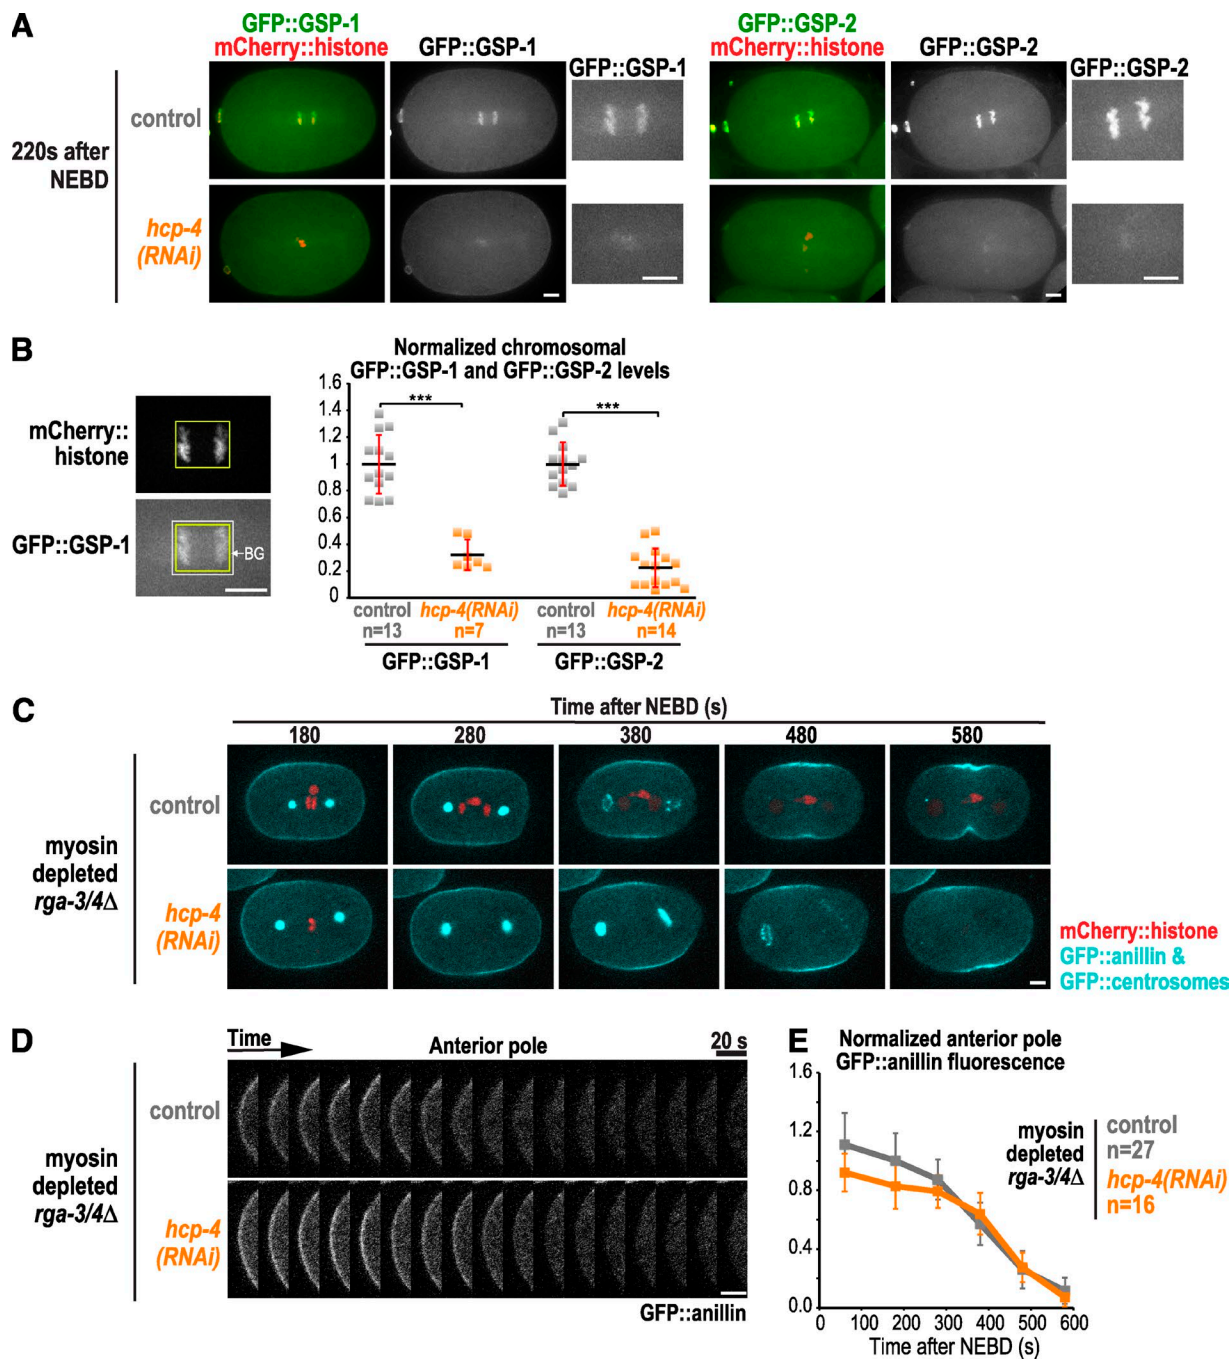 A
GFP::GSP-1
mCherry::histone
GFP::GSP-1
GFP::GSP-1
GFP::GSP-2
mCherry::histone
GFP::GSP-2
GFP::GSP-2
220s after
NEBD
control
hcp-4
(RNAi)
B
mCherry::
histone
GFP::GSP-1
BG
Normalized chromosomal
GFP::GSP-1 and GFP::GSP-2 levels
1.6
1.4
1.2
1
0.8
0.6
0.4
0.2
0
***
***
control
n=13
hcp-4(RNAi)
n=7
control
n=13
hcp-4(RNAi)
n=14
GFP::GSP-1
GFP::GSP-2
C
Time after NEBD (s)
180 280 380 480 580
myosin
depleted
rga-3/4Δ
control
hcp-4
(RNAi)
mCherry::histone
GFP::anillin &
GFP::centrosomes
D
Time
Anterior pole
20 s
myosin
depleted
rga-3/4Δ
control
hcp-4
(RNAi)
GFP::anillin
E
Normalized anterior pole
GFP::anillin fluorescence
1.6
1.2
0.8
0.4
0.0
0 100 200 300 400 500 600
Time after NEBD (s)
myosin
depleted
rga-3/4Δ
control
n=27
hcp-4(RNAi)
n=16